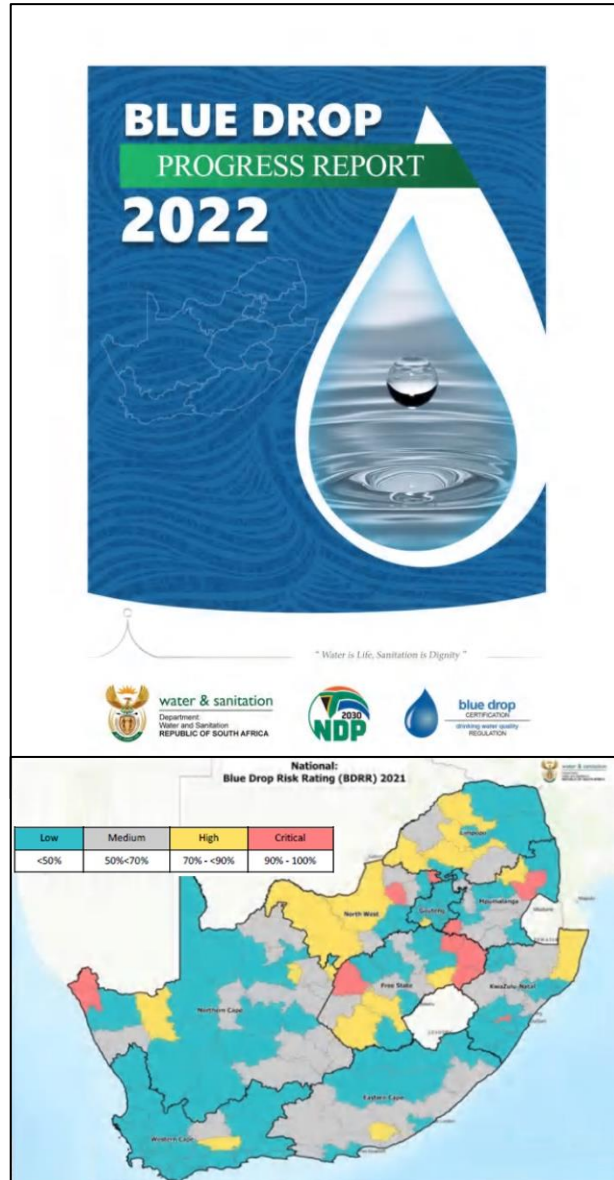 BLUE DROP
PROGRESS REPORT
2022
" Water is Life, Sanitation is Dignity "
water & sanitation
Department:
Water and Sanitation
REPUBLIC OF SOUTH AFRICA
2030
NDP
blue drop
CERTIFICATION
drinking water quality
REGULATION
National:
Blue Drop Risk Rating (BDRR) 2021
water & sanitation
Low Medium High Critical
<50% 50%<70% 70% - <90% 90% - 100%
Limpopo
North West
Gauteng
Mpumalanga
Free State
KwaZulu-Natal
Northern Cape
Eastern Cape
Western Cape